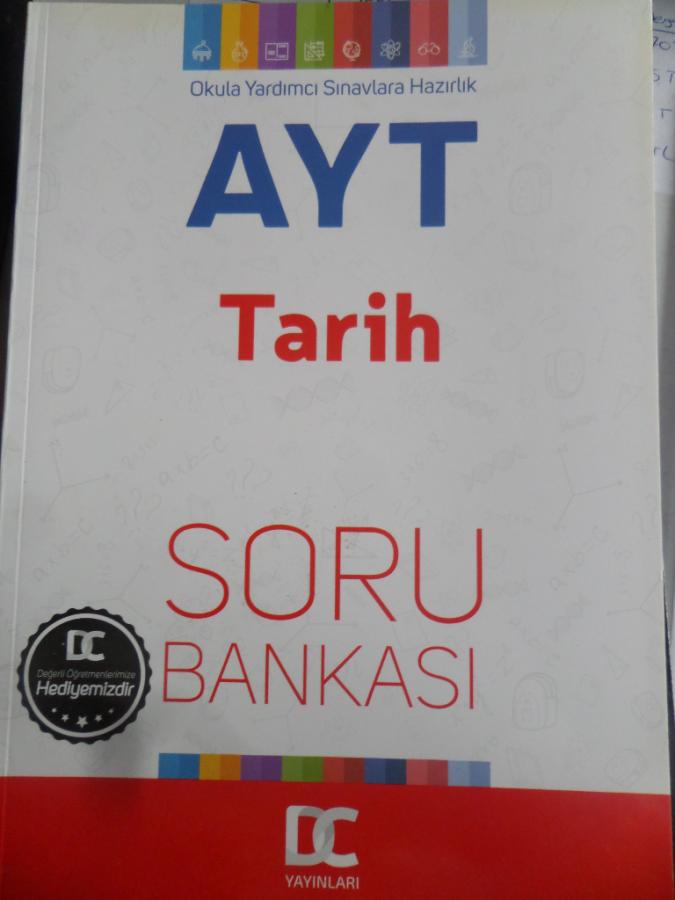 Okula Yardımcı Sınavlara Hazırlık
AYT
Tarih
SORU
BANKASI
DC
Değerli Öğretmenlerimize
Hediyemizdir
DC
YAYINLARI